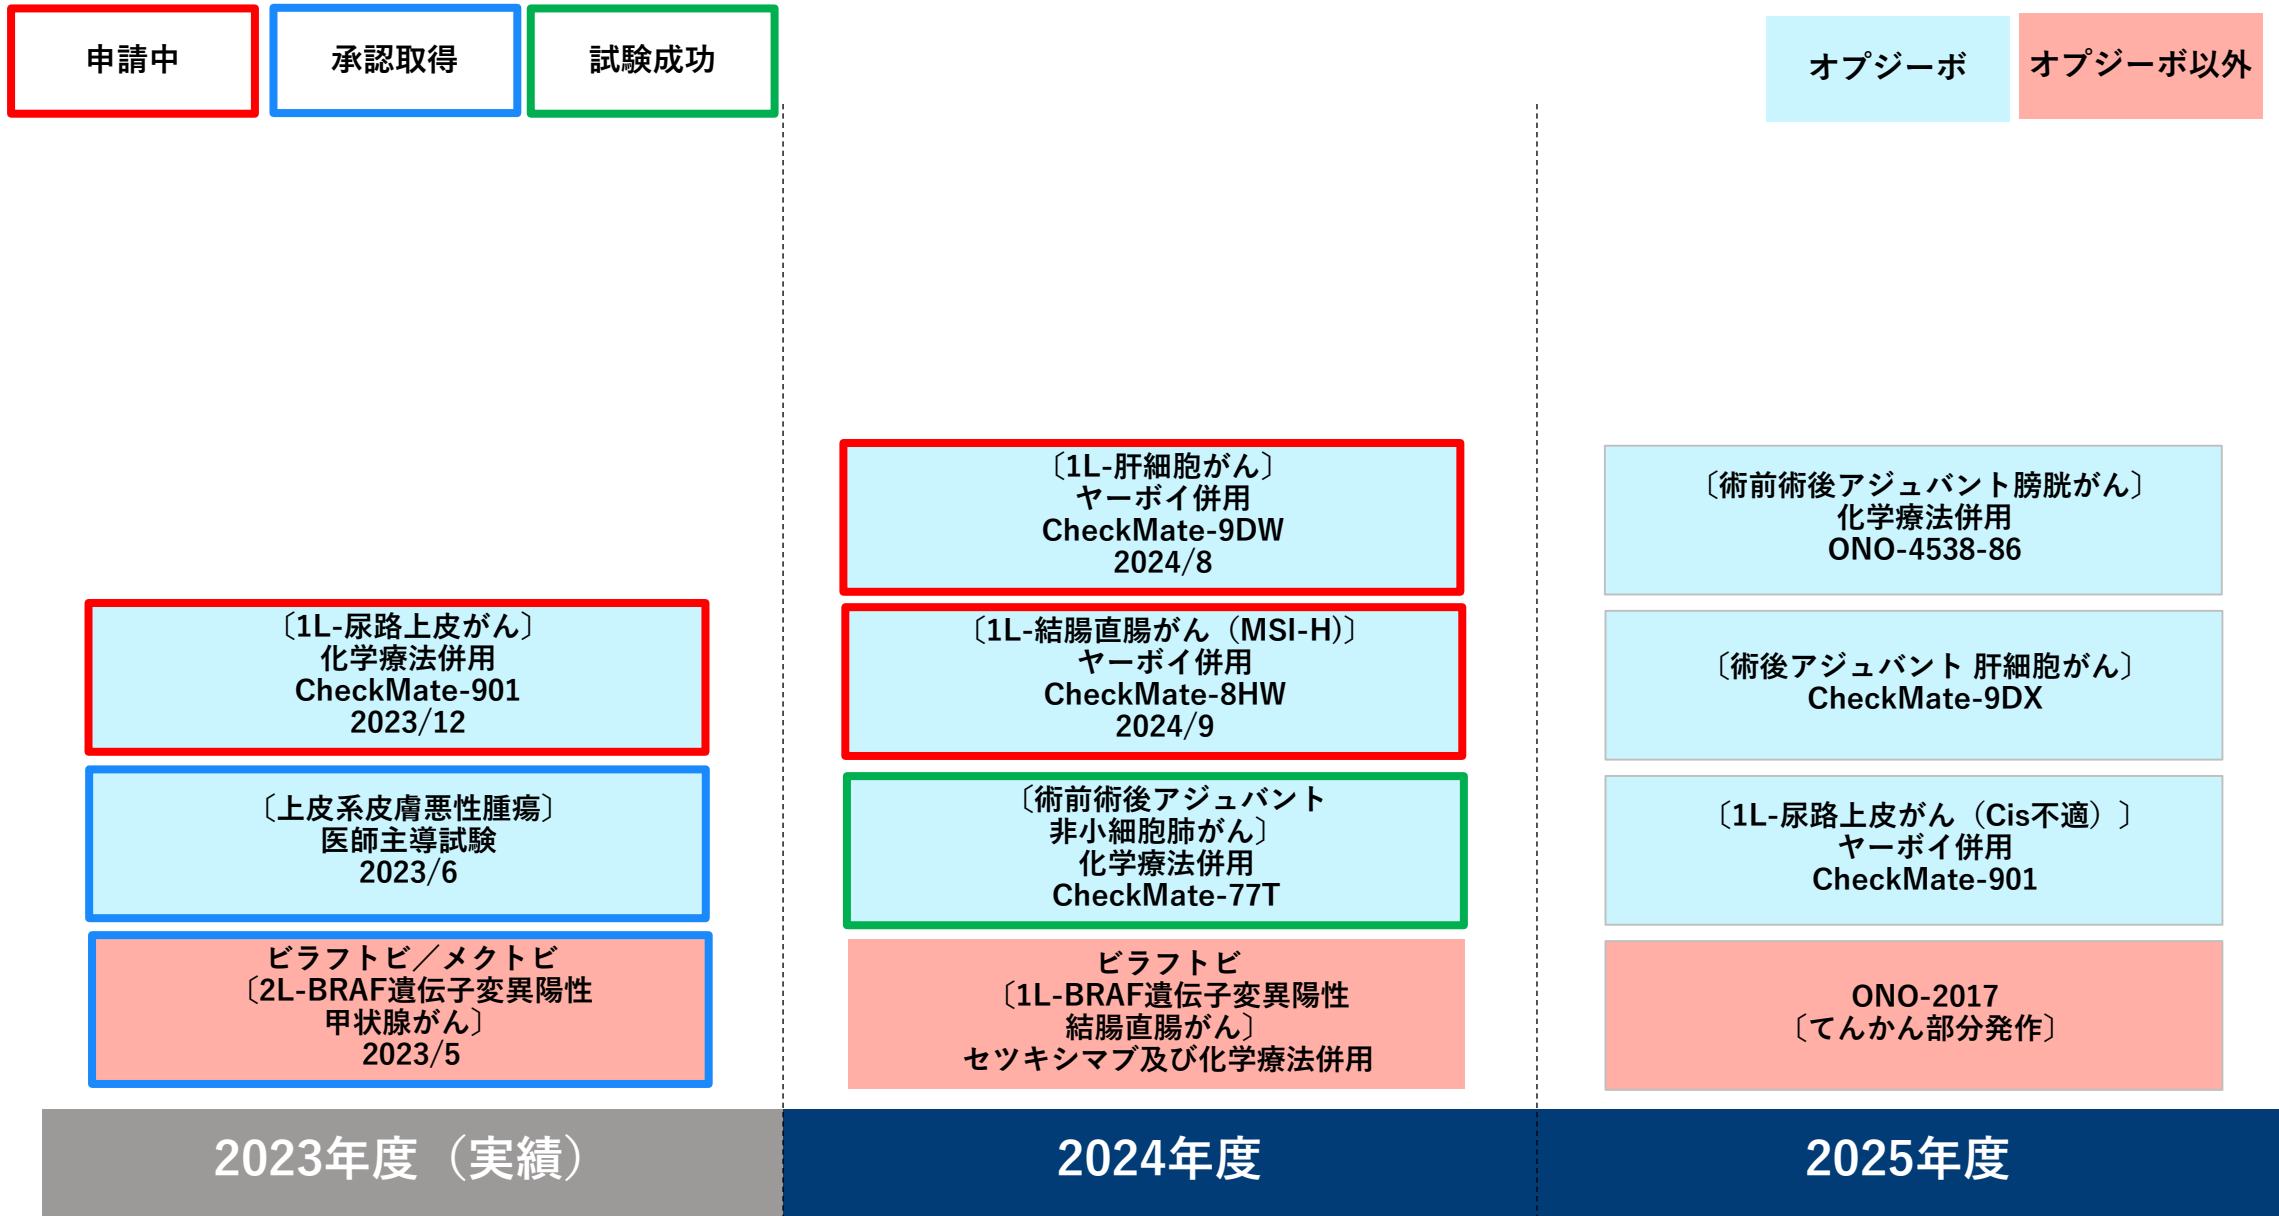 申請中
承認取得
試験成功
オプジーボ
オプジーボ以外
〔1L-尿路上皮がん〕
化学療法併用
CheckMate-901
2023/12
〔上皮系皮膚悪性腫瘍〕
医師主導試験
2023/6
ビラフトビ／メクトビ
〔2L-BRAF遺伝子変異陽性
甲状腺がん〕
2023/5
〔1L-肝細胞がん〕
ヤーボイ併用
CheckMate-9DW
2024/8
〔1L-結腸直腸がん（MSI-H)〕
ヤーボイ併用
CheckMate-8HW
2024/9
〔術前術後アジュバント
非小細胞肺がん〕
化学療法併用
CheckMate-77T
ビラフトビ
〔1L-BRAF遺伝子変異陽性
結腸直腸がん〕
セツキシマブ及び化学療法併用
〔術前術後アジュバント膀胱がん〕
化学療法併用
ONO-4538-86
〔術後アジュバント 肝細胞がん〕
CheckMate-9DX
〔1L-尿路上皮がん（Cis不適）〕
ヤーボイ併用
CheckMate-901
ONO-2017
〔てんかん部分発作〕
2023年度（実績）
2024年度
2025年度